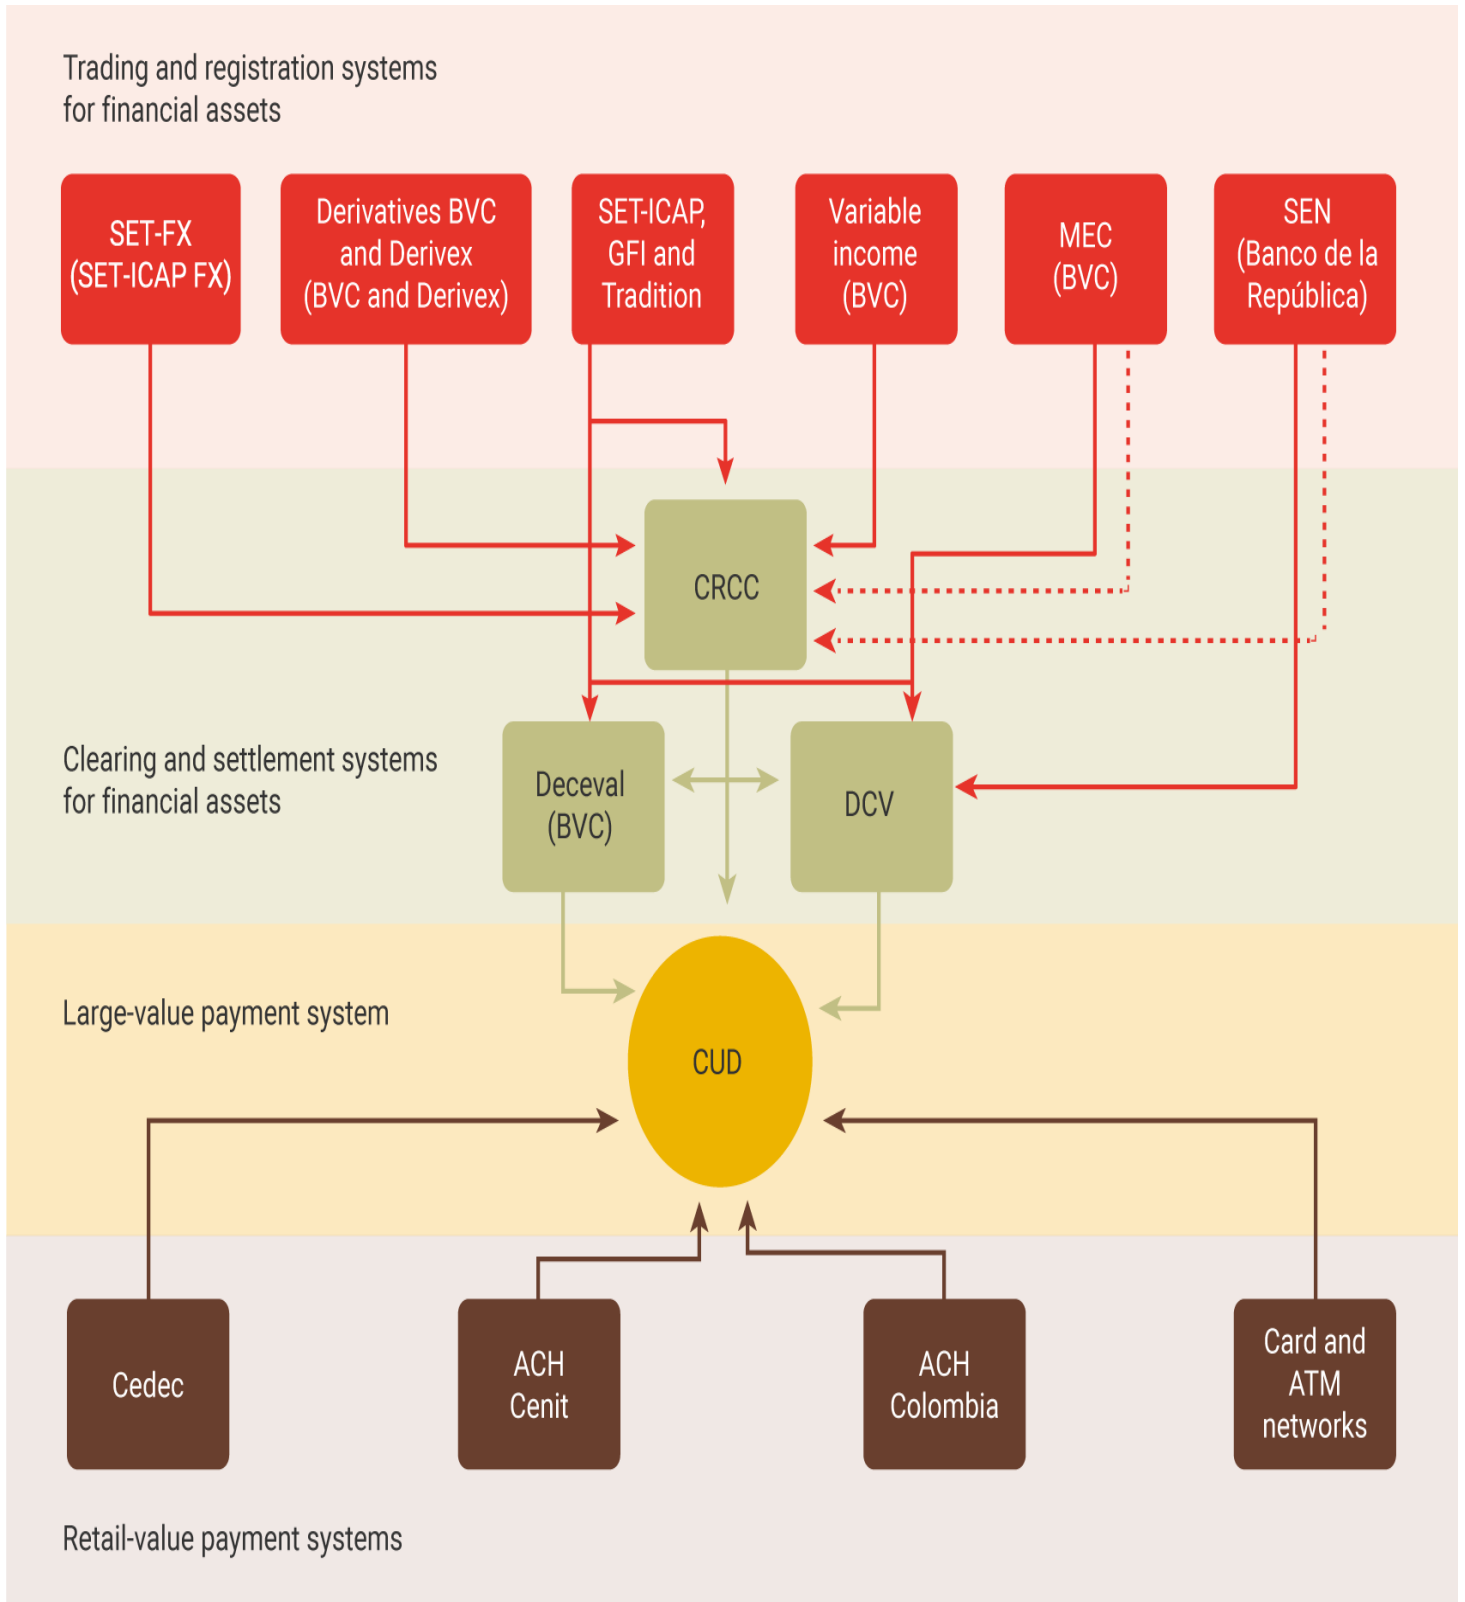 Trading and registration systems
for financial assets
SET-FX
(SET-ICAP FX)
Derivatives BVC
and Derivex
(BVC and Derivex)
SET-ICAP,
GFI and
Tradition
Variable
income
(BVC)
MEC
(BVC)
SEN
(Banco de la
República)
CRCC
Clearing and settlement systems
for financial assets
Deceval
(BVC)
DCV
Large-value payment system
CUD
Cedec
ACH
Cenit
ACH
Colombia
Card and
ATM
networks
Retail-value payment systems